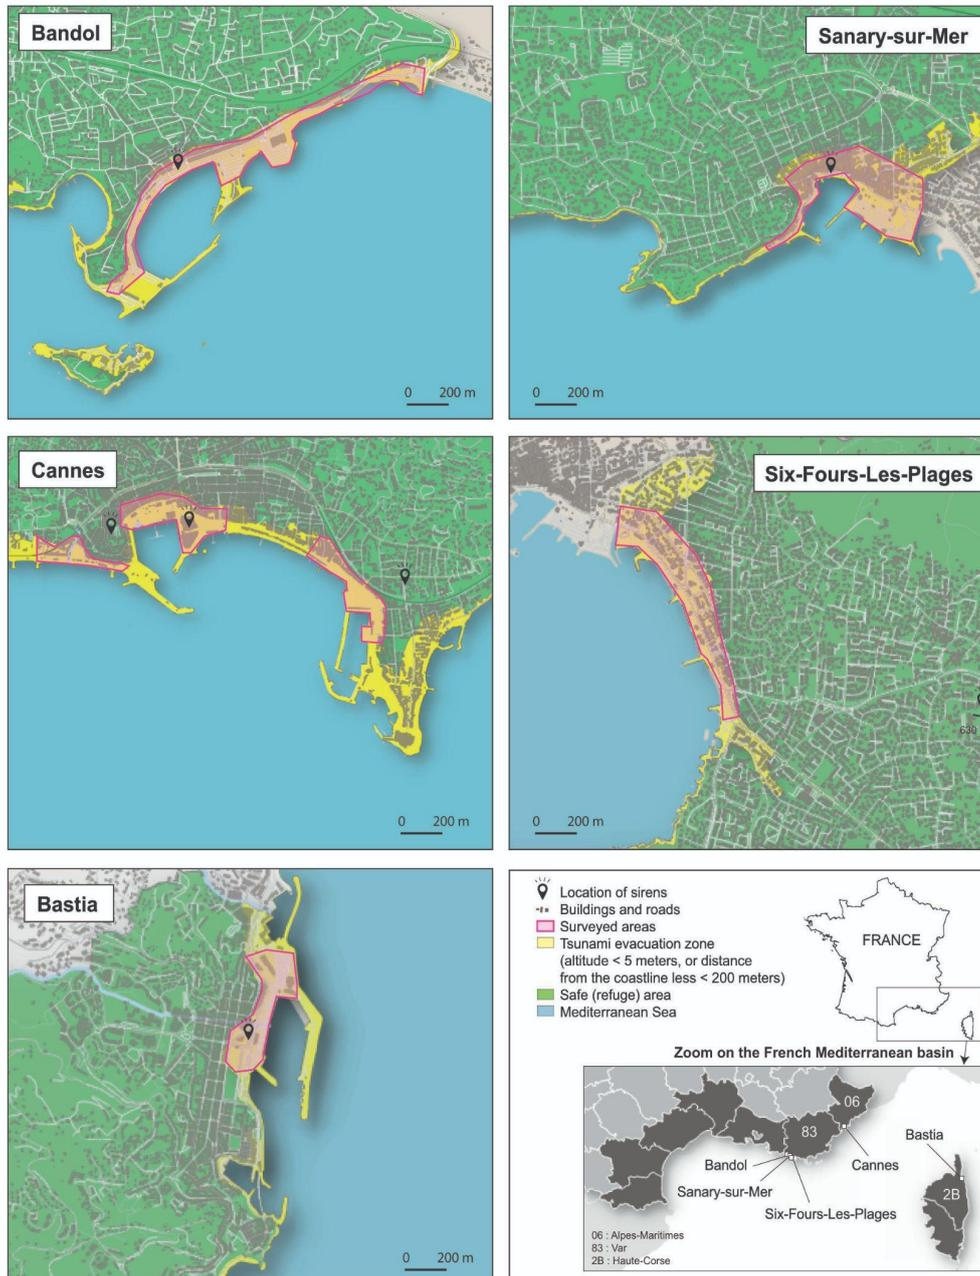 Bandol
0 200 m
Sanary-sur-Mer
0 200 m
Cannes
0 200 m
Six-Fours-Les-Plages
630
0 200 m
Bastia
0 200 m
Location of sirens
Buildings and roads
Surveyed areas
Tsunami evacuation zone
(altitude < 5 meters, or distance
from the coastline less < 200 meters)
Safe (refuge) area
Mediterranean Sea
FRANCE
Zoom on the French Mediterranean basin
06
83
Bastia
Bandol
Cannes
Sanary-sur-Mer
2B
Six-Fours-Les-Plages
06 : Alpes-Maritimes
83 : Var
2B : Haute-Corse